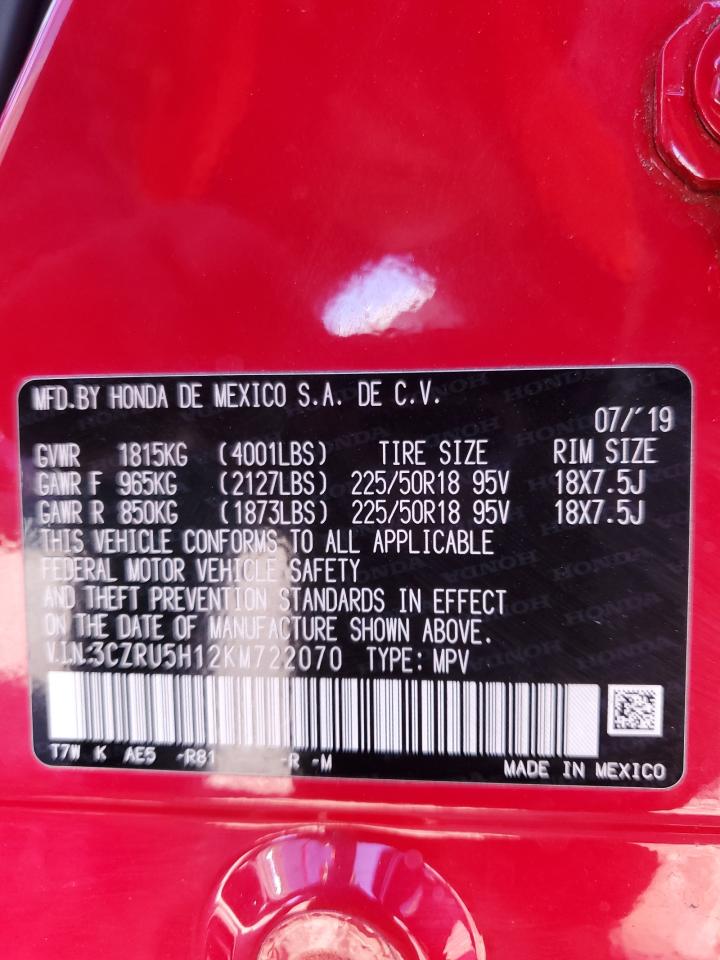 MFD.BY HONDA DE MEXICO S.A. DE C.V.
07/'19
GVWR 1815KG (4001LBS) TIRE SIZE RIM SIZE
GAWR F 965KG (2127LBS) 225/50R18 95V 18X7.5J
GAWR R 850KG (1873LBS) 225/50R18 95V 18X7.5J
THIS VEHICLE CONFORMS TO ALL APPLICABLE
FEDERAL MOTOR VEHICLE SAFETY
AND THEFT PREVENTION STANDARDS IN EFFECT
ON THE DATE OF MANUFACTURE SHOWN ABOVE.
V.I.N:3CZRU5H12KM722070 TYPE: MPV
T7W K AE5 -R81 -R -M
MADE IN MEXICO